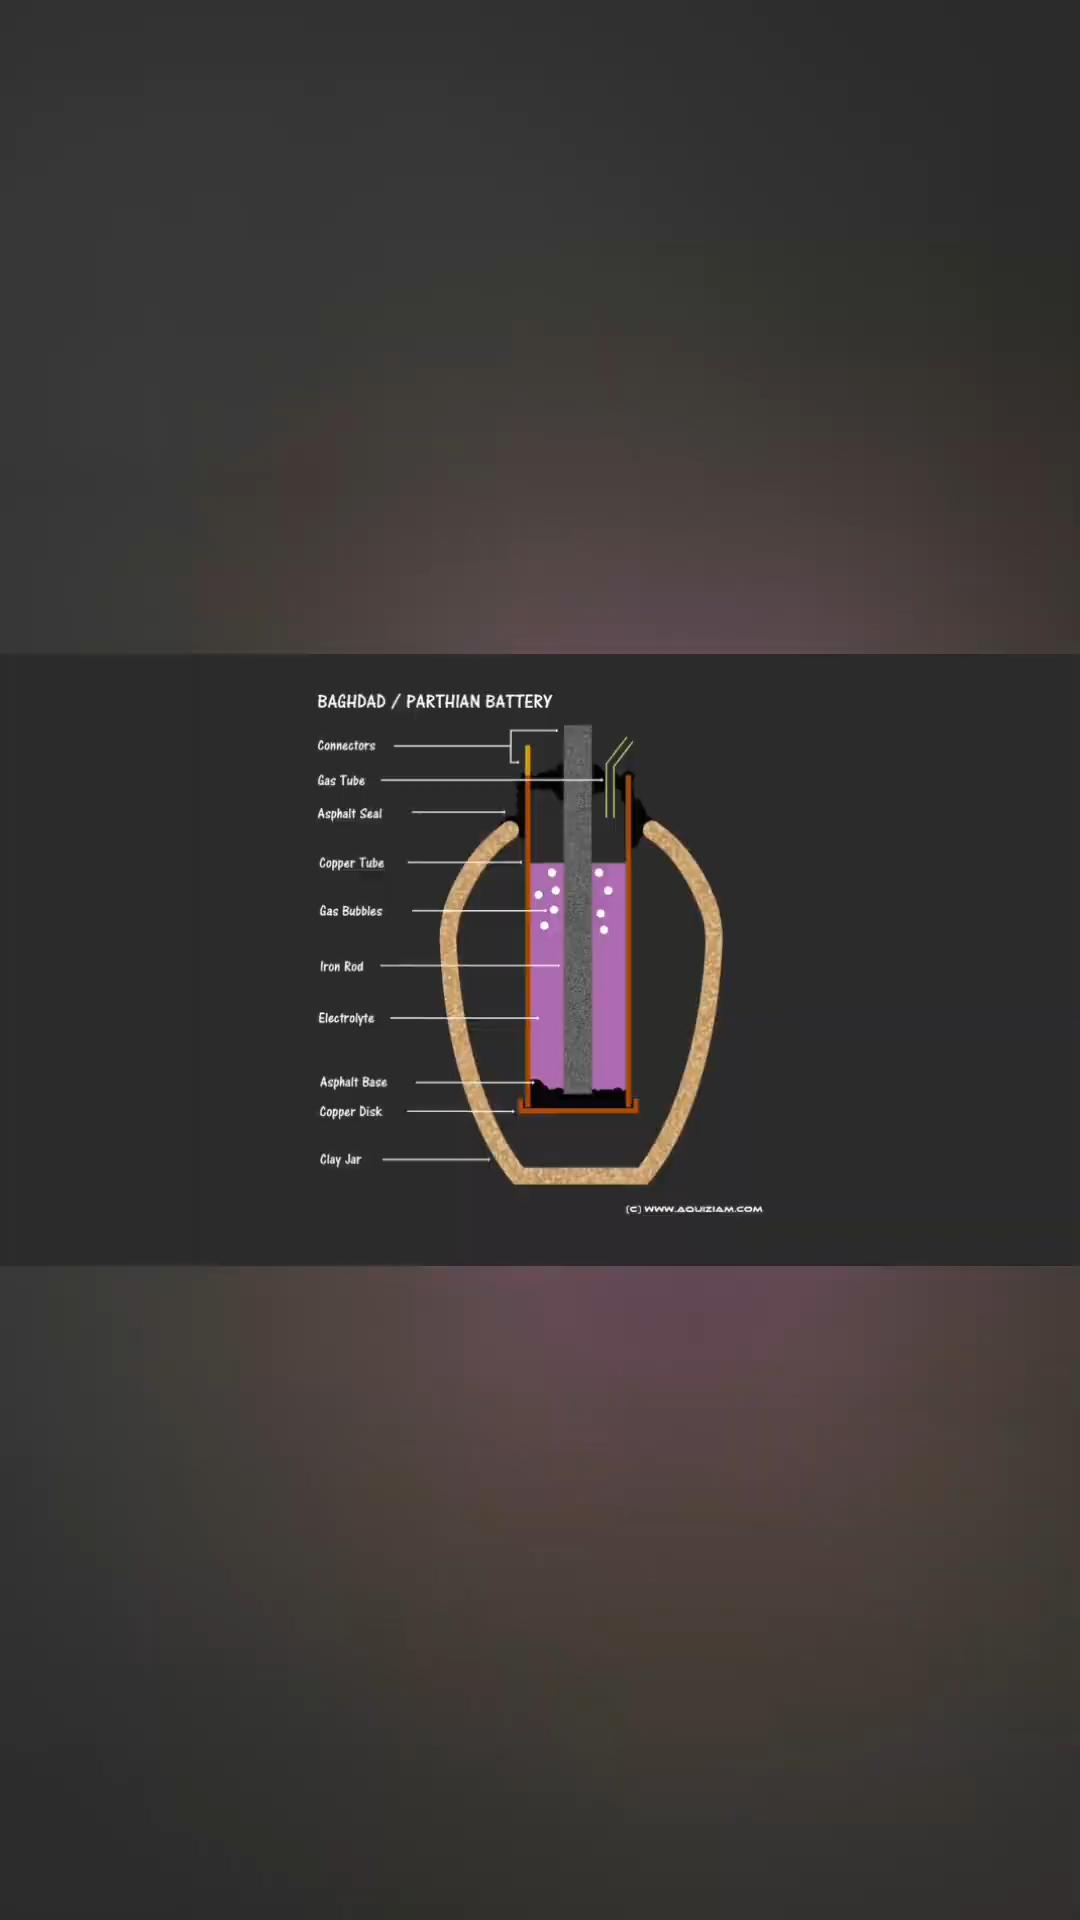 BAGHDAD / PARTHIAN BATTERY
Connectors
Gas Tube
Asphalt Seal
Copper Tube
Gas Bubbles
Iron Rod
Electrolyte
Asphalt Base
Copper Disk
Clay Jar
(C) WWW.AQUIZIAM.COM